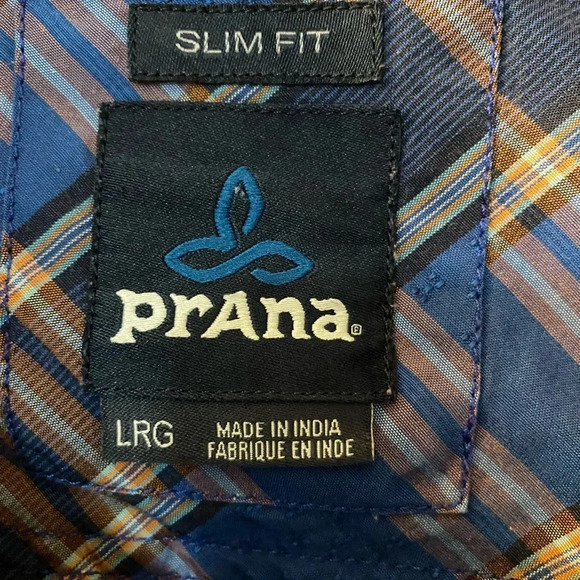 SLIM FIT
prAna®
LRG
MADE IN INDIA
FABRIQUE EN INDE